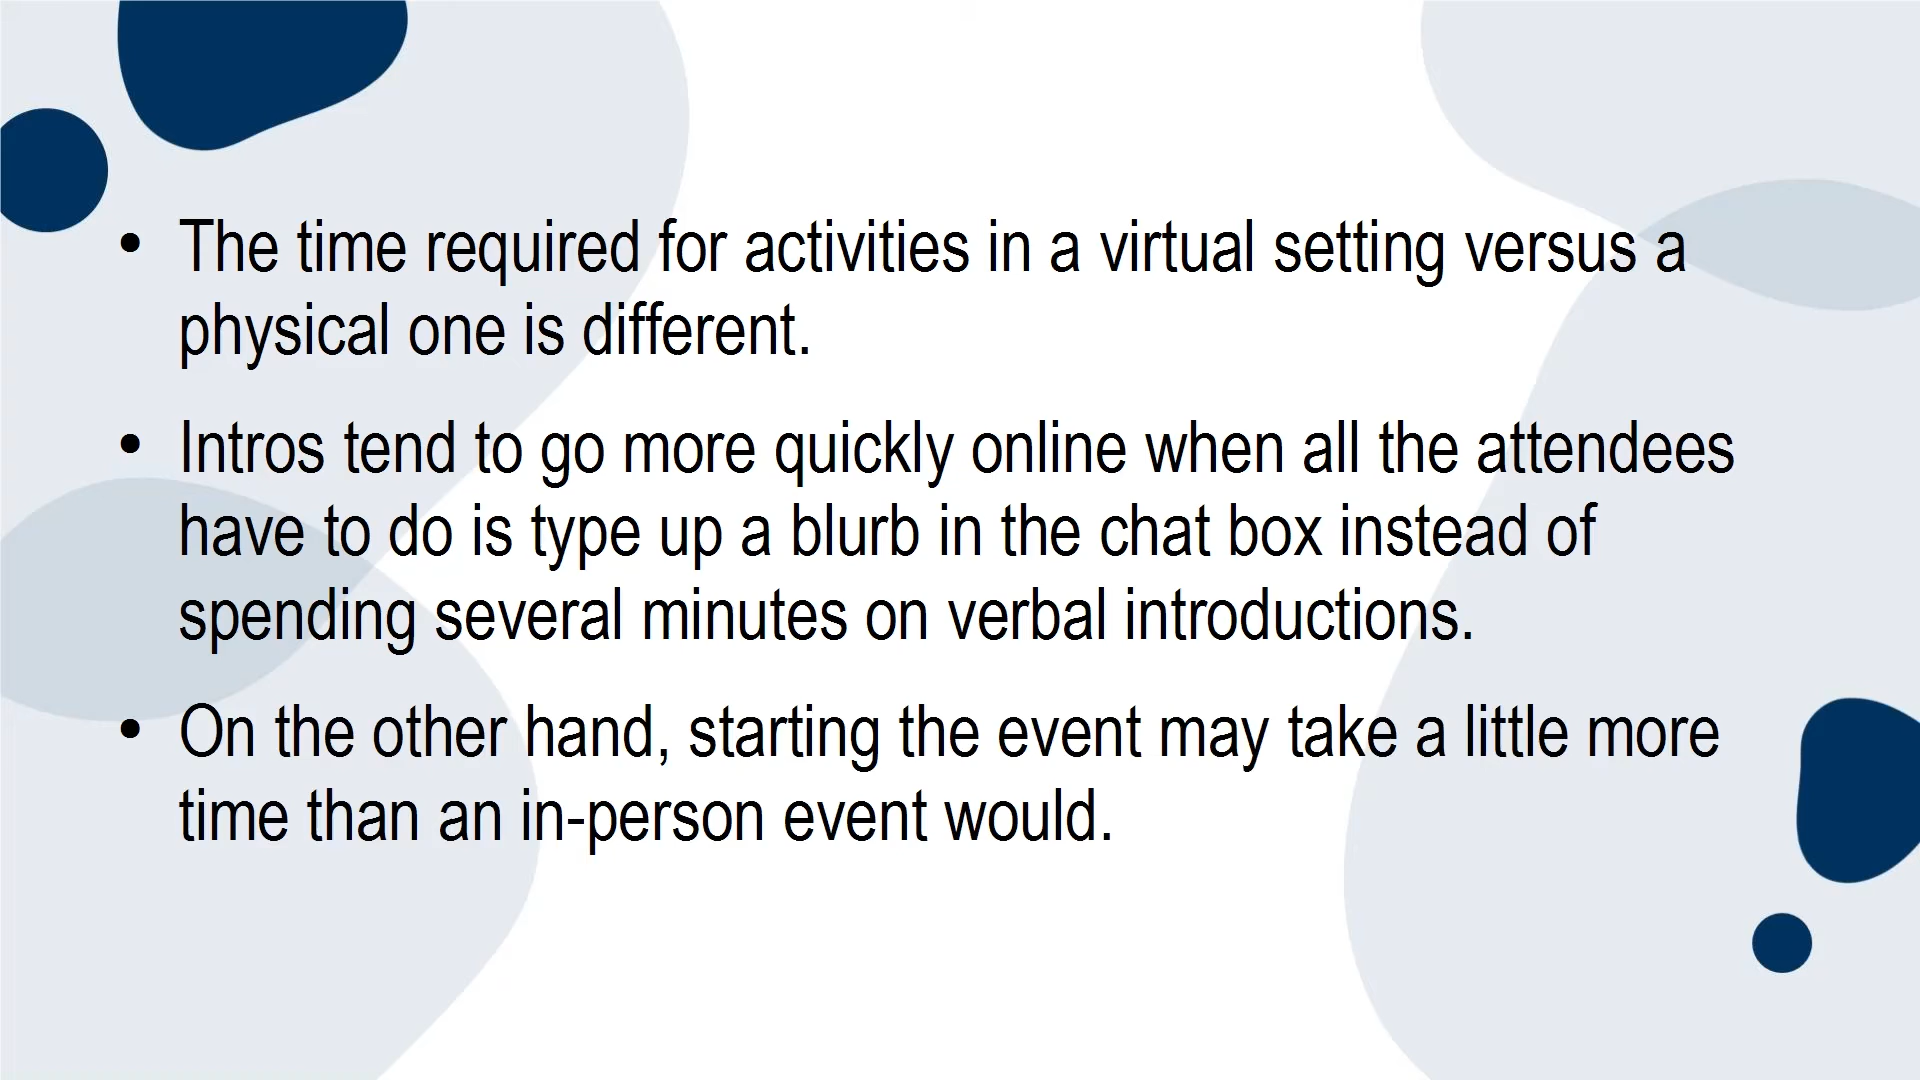 • The time required for activities in a virtual setting versus a
physical one is different.
• Intros tend to go more quickly online when all the attendees
have to do is type up a blurb in the chat box instead of
spending several minutes on verbal introductions.
• On the other hand, starting the event may take a little more
time than an in-person event would.